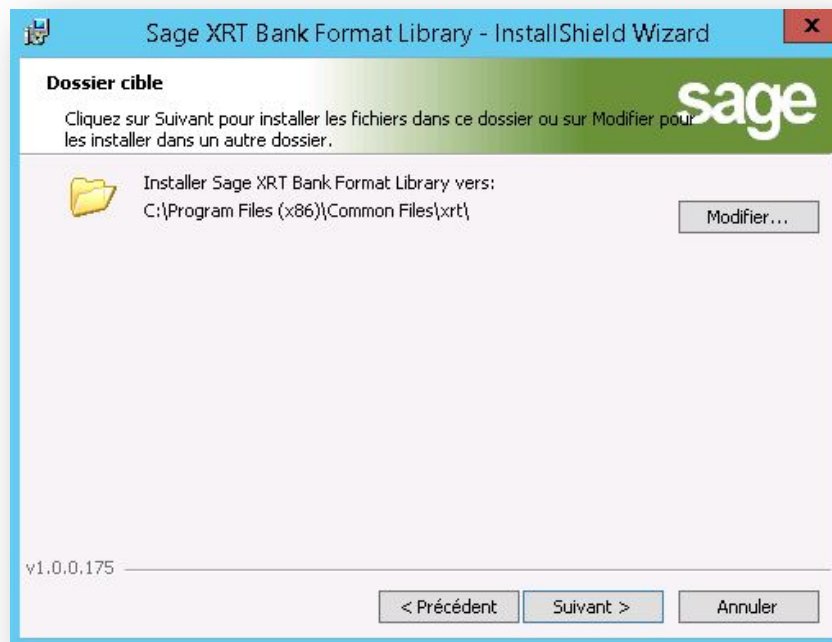 Sage XRT Bank Format Library - InstallShield Wizard
x
Dossier cible
Cliquez sur Suivant pour installer les fichiers dans ce dossier ou sur Modifier pour
les installer dans un autre dossier.
sage
Installer Sage XRT Bank Format Library vers:
C:\Program Files (x86)\Common Files\xrt\
Modifier...
v1.0.0.175
< Précédent
Suivant >
Annuler